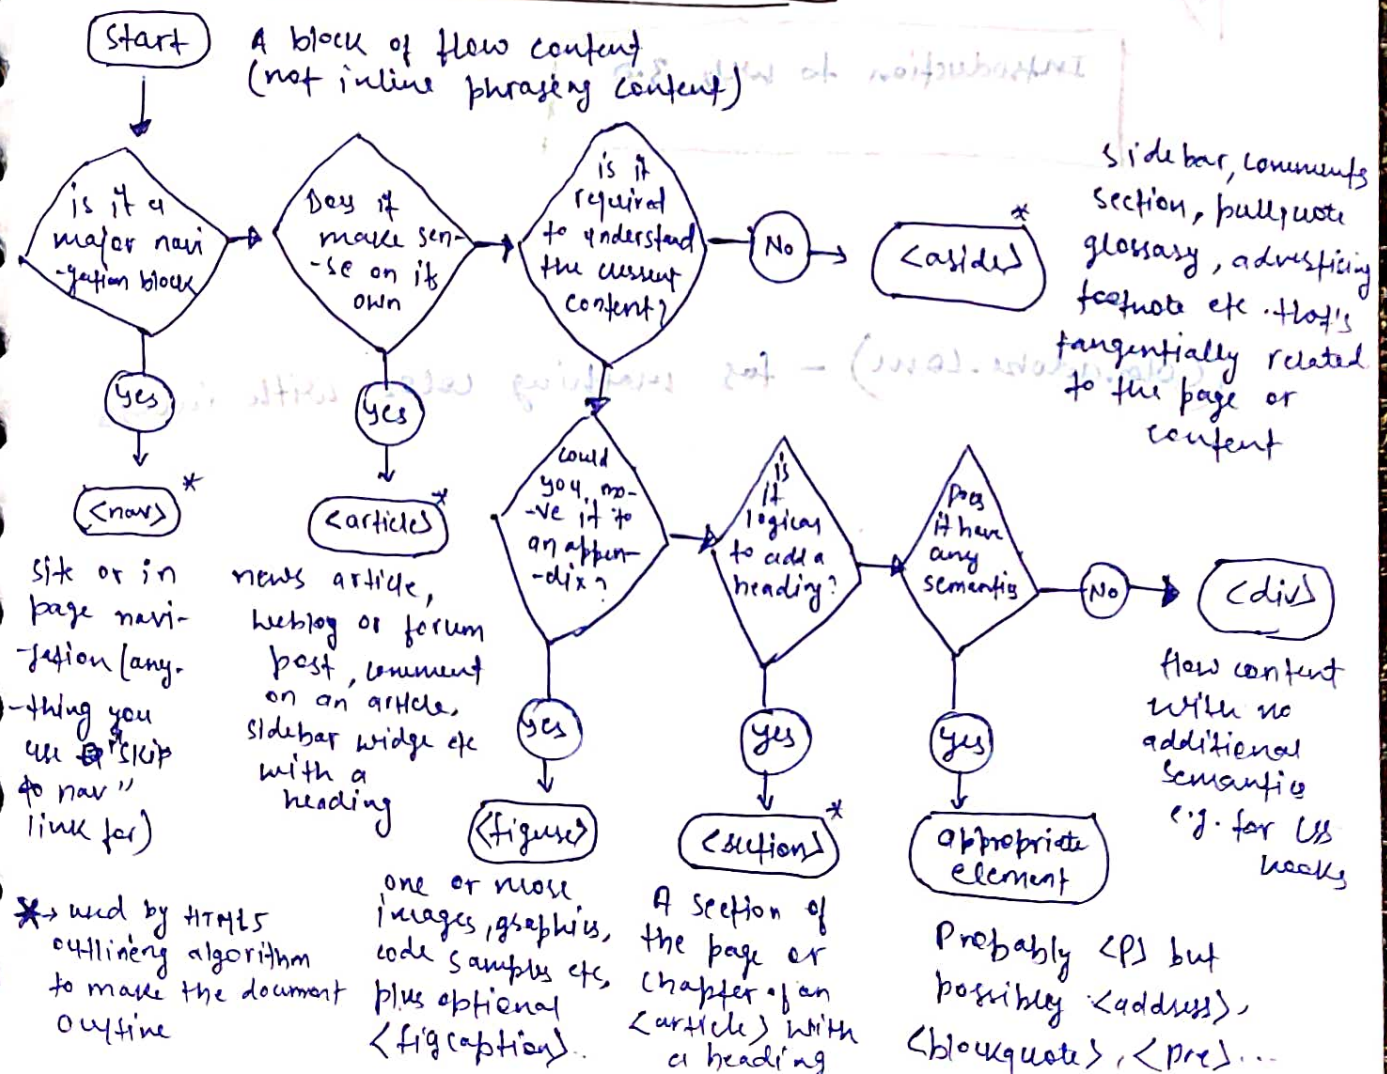 Start
A block of flow content
(not inline phrasing content)
is it a
major navi
-gation block
Does it
make sen-
-se on its
own
is it
required
to understand
the current
content?
No
<aside>
*
sidebar, comments
section, pullquote
glossary, advertising
footnote etc. that's
tangentially related
to the page or
content
Yes
<nav>
*
site or in
page navi-
-gation (any-
-thing you
use "skip
to nav"
link for)
Yes
<article>
*
news article,
weblog or forum
post, comment
on an article,
sidebar widge etc
with a
heading
could
you mo-
-ve it to
an appen-
-dix?
Yes
<figure>
one or more
images, graphics,
code samples etc,
plus optional
<figcaption>..
is
it
logical
to add a
heading?
Yes
<section>
*
A section of
the page or
chapter of an
<article> with
a heading
Does
it have
any
semantis
Yes
appropriate
element
Probably <P> but
possibly <address>,
<blockquote>, <pre>...
No
<div>
flow content
with no
additional
semantics
e.g. for CSS
hooks
*→ used by HTML5
outlineng algorithm
to make the document
outline